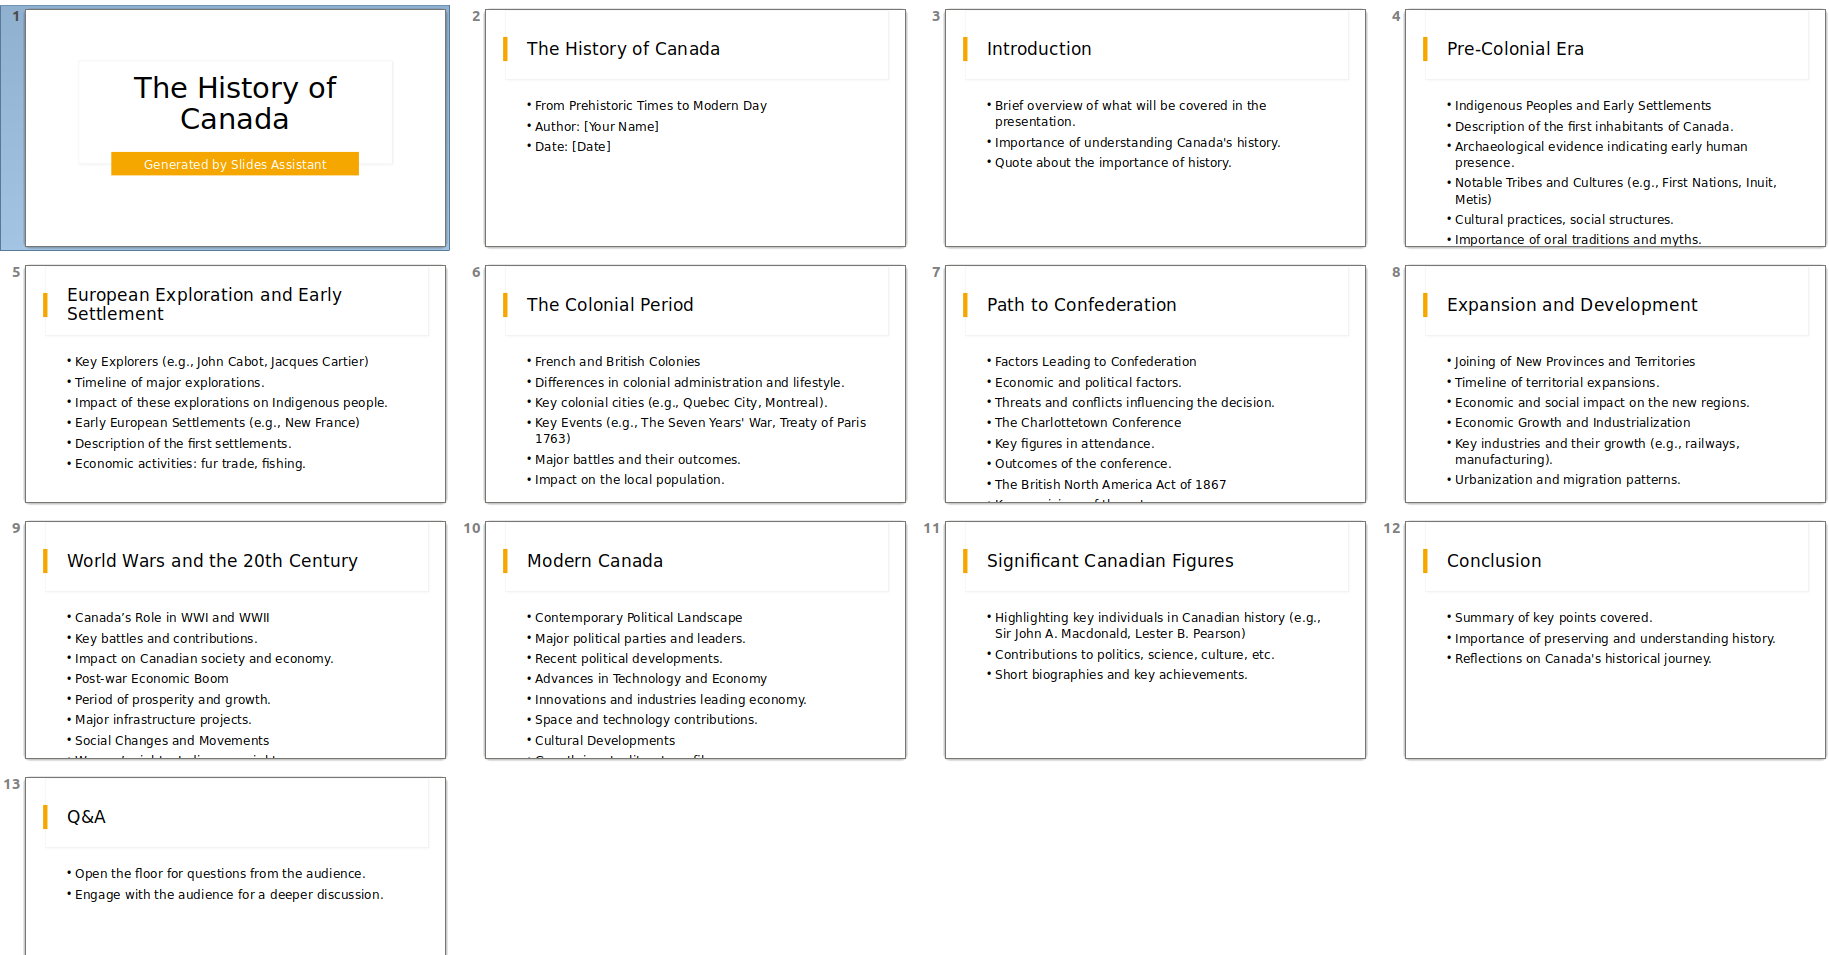 1
The History of
Canada
Generated by Slides Assistant
2
The History of Canada
• From Prehistoric Times to Modern Day
• Author: [Your Name]
• Date: [Date]
3
Introduction
• Brief overview of what will be covered in the
presentation.
• Importance of understanding Canada's history.
• Quote about the importance of history.
4
Pre-Colonial Era
• Indigenous Peoples and Early Settlements
• Description of the first inhabitants of Canada.
• Archaeological evidence indicating early human
presence.
• Notable Tribes and Cultures (e.g., First Nations, Inuit,
Metis)
• Cultural practices, social structures.
• Importance of oral traditions and myths.
5
European Exploration and Early
Settlement
• Key Explorers (e.g., John Cabot, Jacques Cartier)
• Timeline of major explorations.
• Impact of these explorations on Indigenous people.
• Early European Settlements (e.g., New France)
• Description of the first settlements.
• Economic activities: fur trade, fishing.
6
The Colonial Period
• French and British Colonies
• Differences in colonial administration and lifestyle.
• Key colonial cities (e.g., Quebec City, Montreal).
• Key Events (e.g., The Seven Years' War, Treaty of Paris
1763)
• Major battles and their outcomes.
• Impact on the local population.
7
Path to Confederation
• Factors Leading to Confederation
• Economic and political factors.
• Threats and conflicts influencing the decision.
• The Charlottetown Conference
• Key figures in attendance.
• Outcomes of the conference.
• The British North America Act of 1867
8
Expansion and Development
• Joining of New Provinces and Territories
• Timeline of territorial expansions.
• Economic and social impact on the new regions.
• Economic Growth and Industrialization
• Key industries and their growth (e.g., railways,
manufacturing).
• Urbanization and migration patterns.
9
World Wars and the 20th Century
• Canada’s Role in WWI and WWII
• Key battles and contributions.
• Impact on Canadian society and economy.
• Post-war Economic Boom
• Period of prosperity and growth.
• Major infrastructure projects.
• Social Changes and Movements
10
Modern Canada
• Contemporary Political Landscape
• Major political parties and leaders.
• Recent political developments.
• Advances in Technology and Economy
• Innovations and industries leading economy.
• Space and technology contributions.
• Cultural Developments
11
Significant Canadian Figures
• Highlighting key individuals in Canadian history (e.g.,
Sir John A. Macdonald, Lester B. Pearson)
• Contributions to politics, science, culture, etc.
• Short biographies and key achievements.
12
Conclusion
• Summary of key points covered.
• Importance of preserving and understanding history.
• Reflections on Canada's historical journey.
13
Q&A
• Open the floor for questions from the audience.
• Engage with the audience for a deeper discussion.